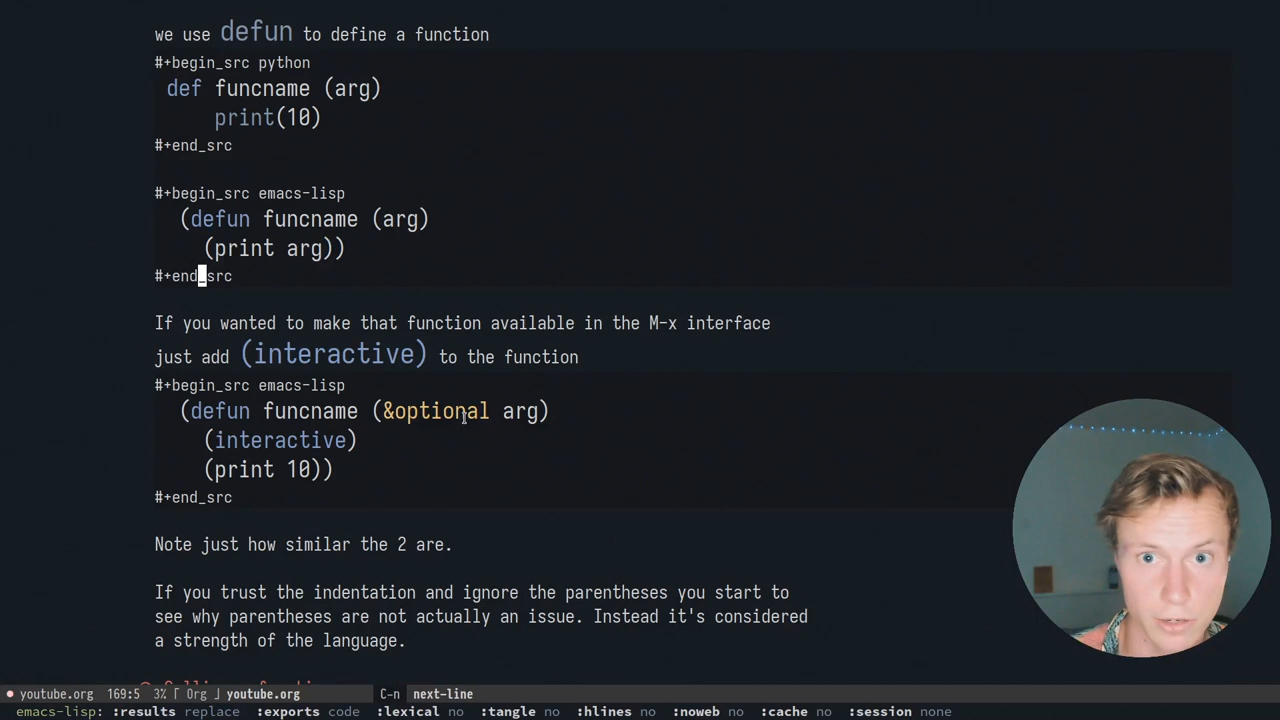 we use defun to define a function
#+begin_src python
def funcname (arg)
print(10)
#+end_src
#+begin_src emacs-lisp
(defun funcname (arg)
(print arg))
#+end_src
If you wanted to make that function available in the M-x interface
just add (interactive) to the function
#+begin_src emacs-lisp
(defun funcname (&optional arg)
(interactive)
(print 10))
#+end_src
Note just how similar the 2 are.
If you trust the indentation and ignore the parentheses you start to
see why parentheses are not actually an issue. Instead it's considered
a strength of the language.
youtube.org 169:5 3% ⎡ Org ⎦ youtube.org C-n next-line
emacs-lisp: :results replace :exports code :lexical no :tangle no :hlines no :noweb no :cache no :session none